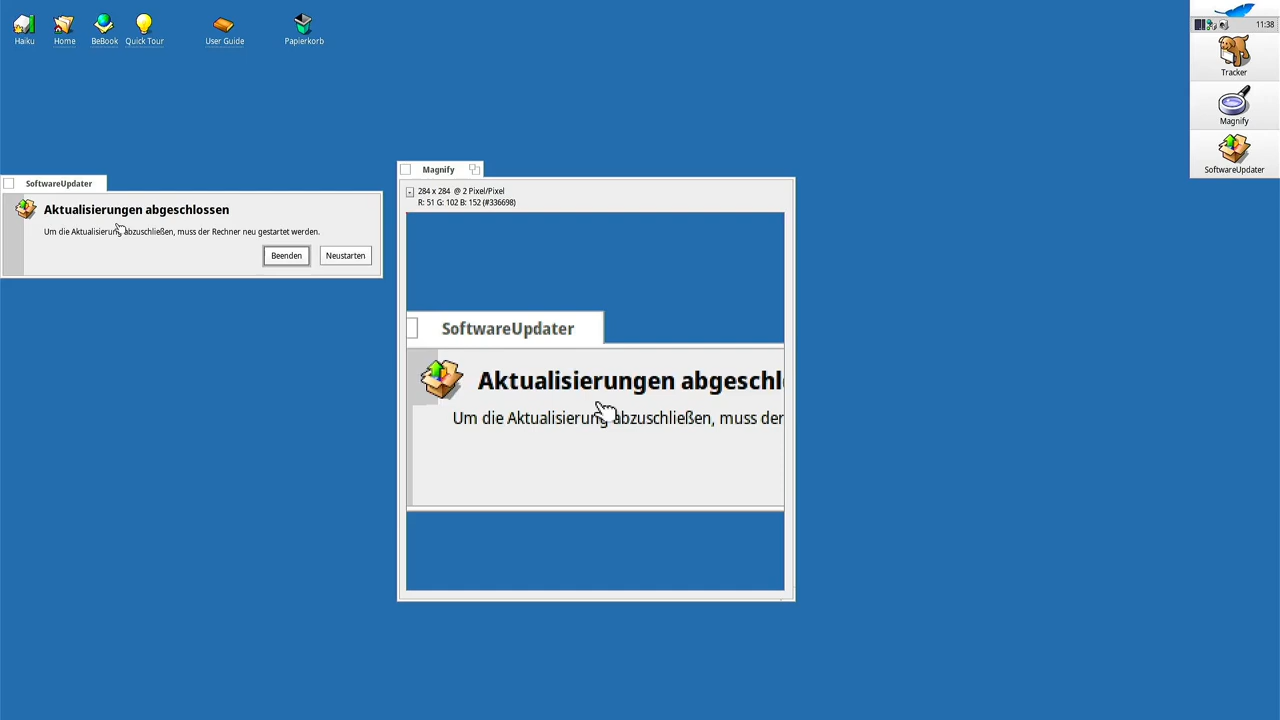 Haiku
Home
BeBook
Quick Tour
User Guide
Papierkorb
11:38
Tracker
Magnify
SoftwareUpdater
SoftwareUpdater
Aktualisierungen abgeschlossen
Um die Aktualisierung abzuschließen, muss der Rechner neu gestartet werden.
Beenden
Neustarten
Magnify
284 x 284 @ 2 Pixel/Pixel
R: 51 G: 102 B: 152 (#336698)
SoftwareUpdater
Aktualisierungen abgeschl
Um die Aktualisierung abzuschließen, muss der